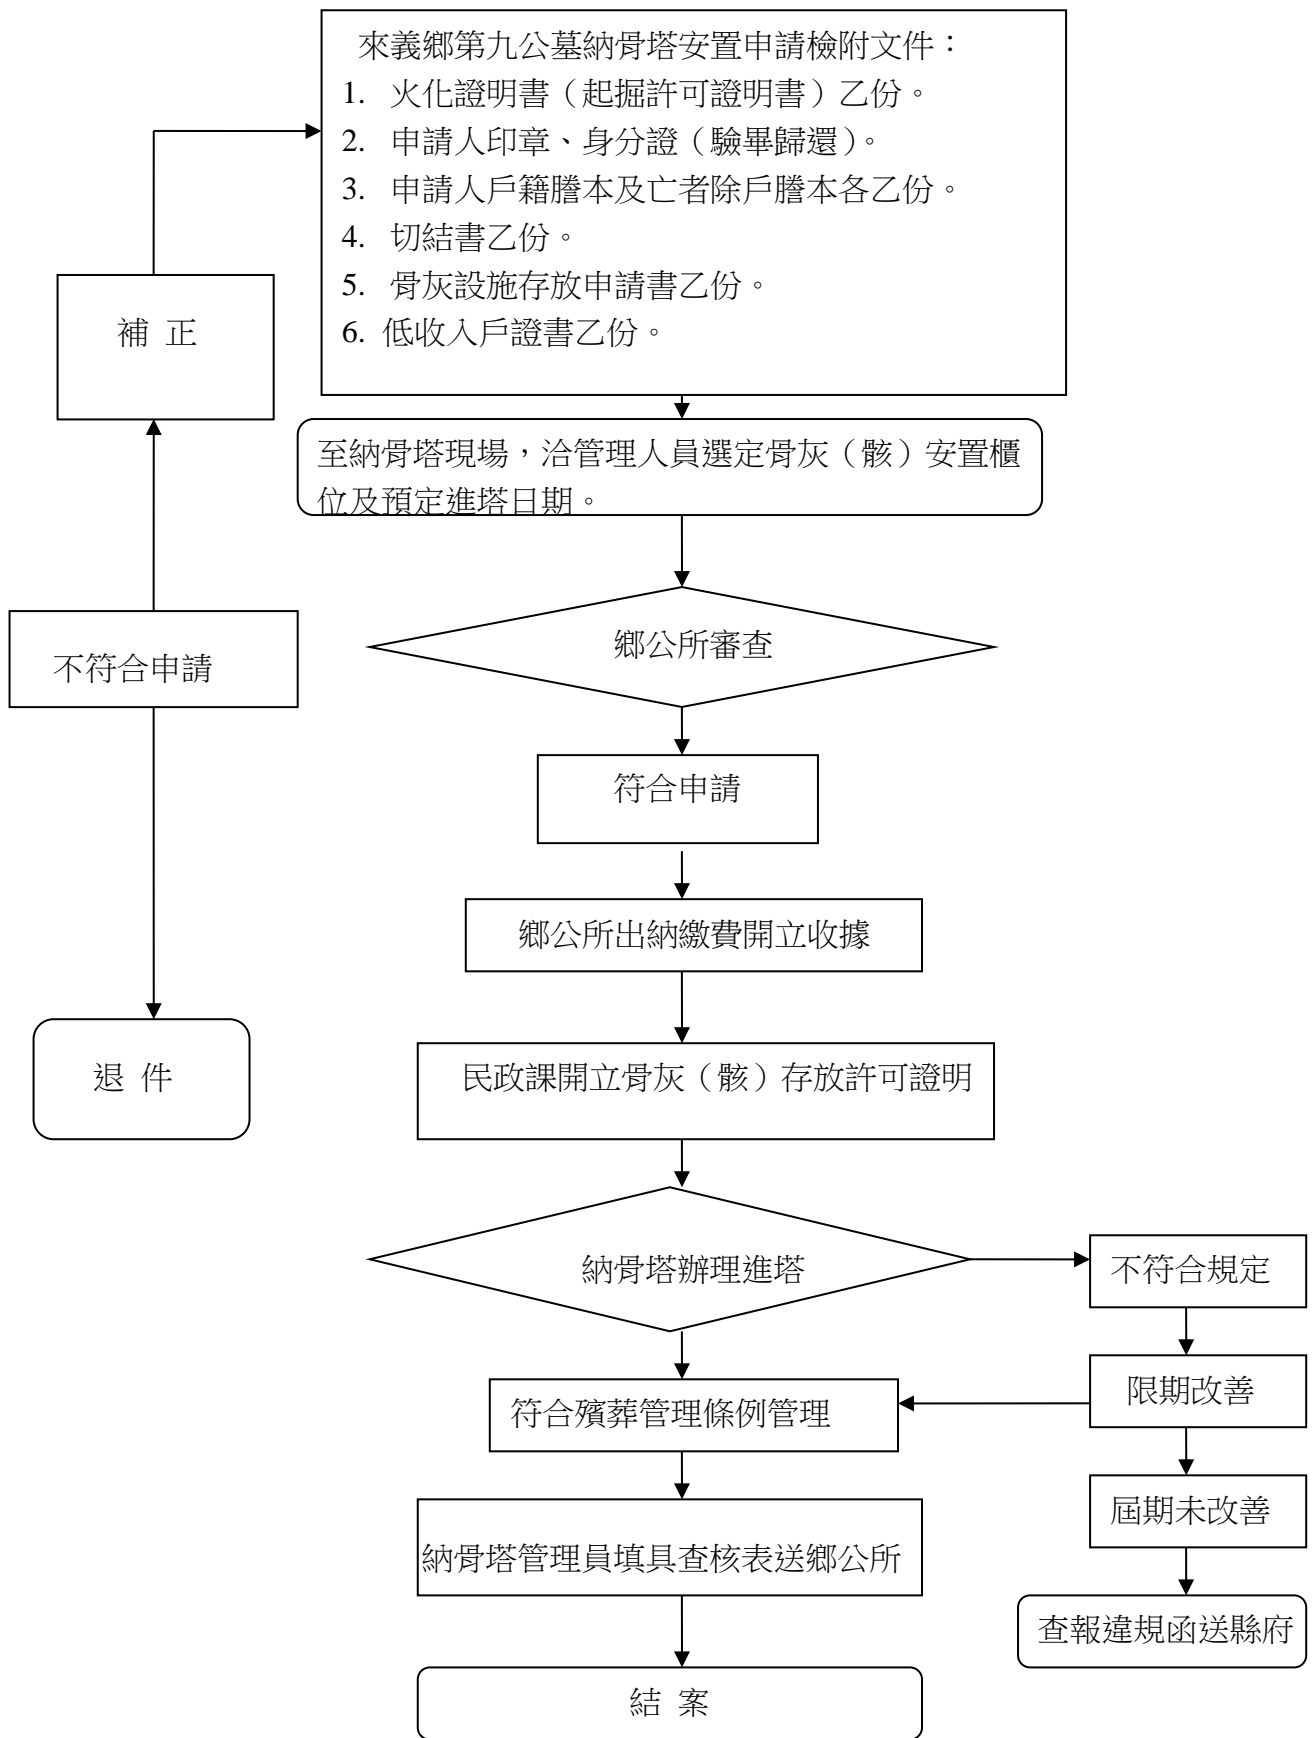 來義鄉第九公墓納骨塔安置申請檢附文件：
1. 火化證明書（起掘許可證明書）乙份。
2. 申請人印章、身分證（驗畢歸還）。
3. 申請人戶籍謄本及亡者除戶謄本各乙份。
4. 切結書乙份。
5. 骨灰設施存放申請書乙份。
6. 低收入戶證書乙份。
補 正
至納骨塔現場，洽管理人員選定骨灰（骸）安置櫃
位及預定進塔日期。
鄉公所審查
不符合申請
符合申請
鄉公所出納繳費開立收據
退 件
民政課開立骨灰（骸）存放許可證明
納骨塔辦理進塔
不符合規定
限期改善
符合殯葬管理條例管理
屆期未改善
納骨塔管理員填具查核表送鄉公所
查報違規函送縣府
結 案